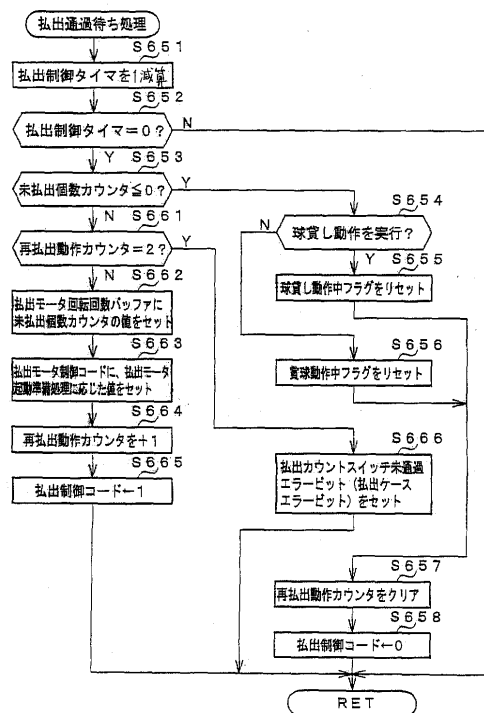 払出通過待ち処理
S651
払出制御タイマを1減算
S652
払出制御タイマ=0?
N
Y
S653
未払出個数カウンタ≦0?
Y
N
S661
再払出動作カウンタ=2?
Y
N
S662
払出モータ回転回数バッファに
未払出個数カウンタの値をセット
S663
払出モータ制御コードに、払出モータ
起動準備処理に応じた値をセット
S664
再払出動作カウンタを+1
S665
払出制御コード←1
S654
球貸し動作を実行?
N
Y
S655
球貸し動作中フラグをリセット
S656
賞球動作中フラグをリセット
S666
払出カウントスイッチ未通過
エラービット(払出ケース
エラービット)をセット
S657
再払出動作カウンタをクリア
S658
払出制御コード←0
RET